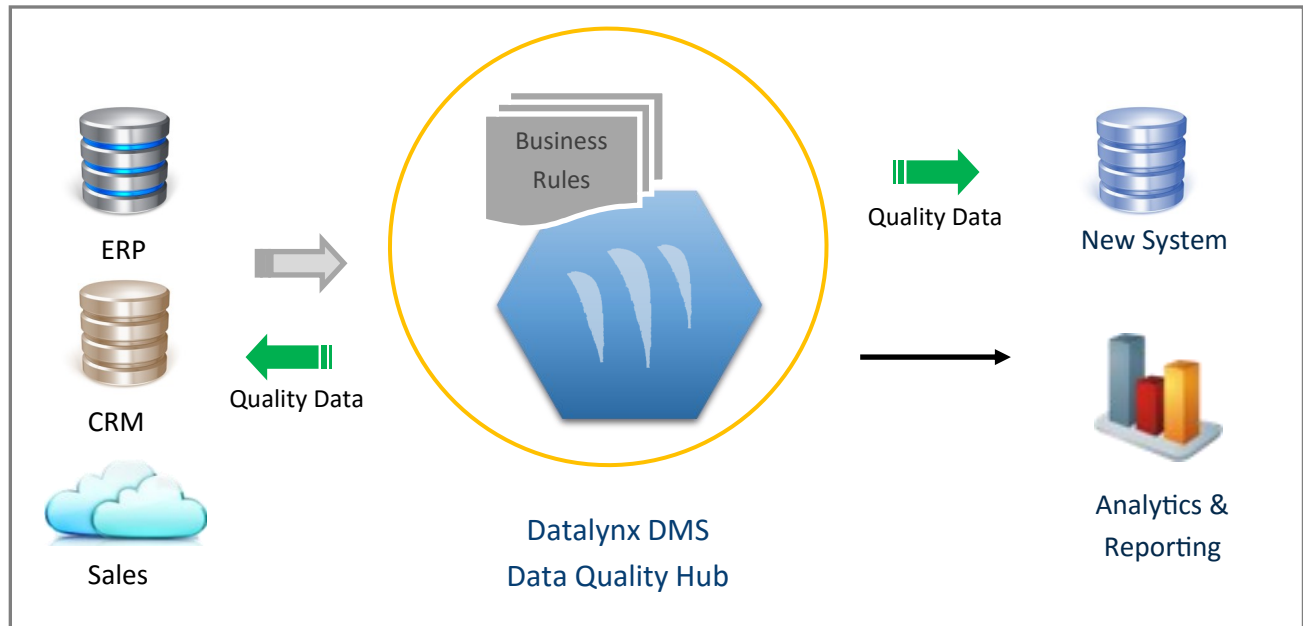 ERP
CRM
Sales
Quality Data
Business
Rules
Datalynx DMS
Data Quality Hub
Quality Data
New System
Analytics &
Reporting